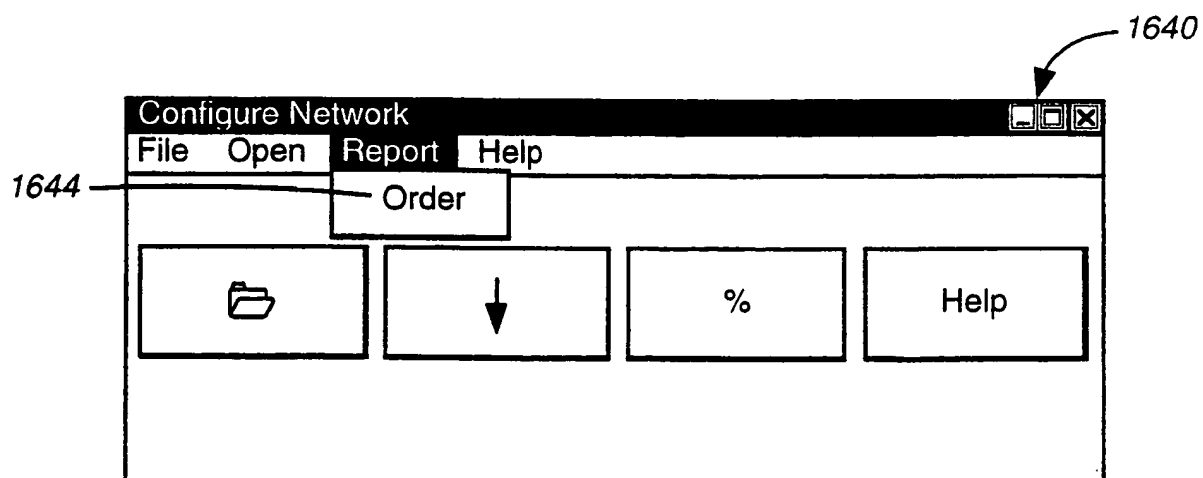 1640
Configure Network
File Open Report Help
1644 Order
% Help